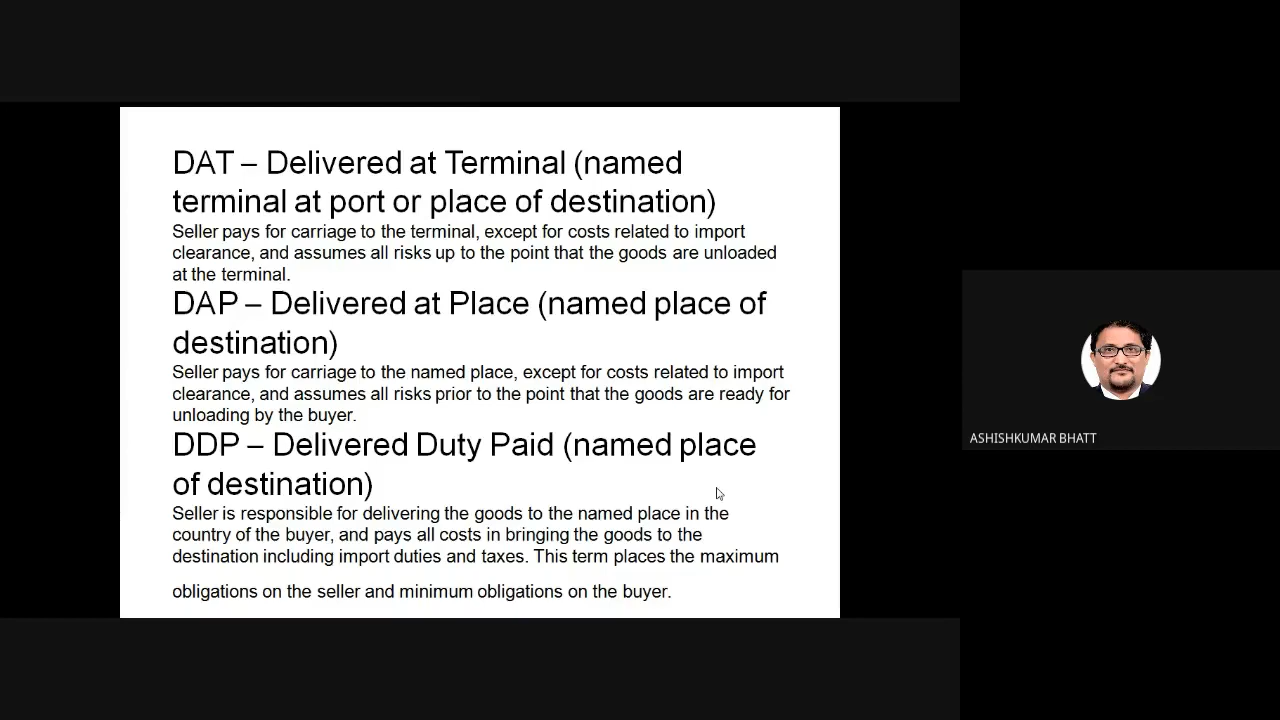 DAT – Delivered at Terminal (named
terminal at port or place of destination)
Seller pays for carriage to the terminal, except for costs related to import
clearance, and assumes all risks up to the point that the goods are unloaded
at the terminal.
DAP – Delivered at Place (named place of
destination)
Seller pays for carriage to the named place, except for costs related to import
clearance, and assumes all risks prior to the point that the goods are ready for
unloading by the buyer.
DDP – Delivered Duty Paid (named place
of destination)
Seller is responsible for delivering the goods to the named place in the
country of the buyer, and pays all costs in bringing the goods to the
destination including import duties and taxes. This term places the maximum
obligations on the seller and minimum obligations on the buyer.
ASHISHKUMAR BHATT